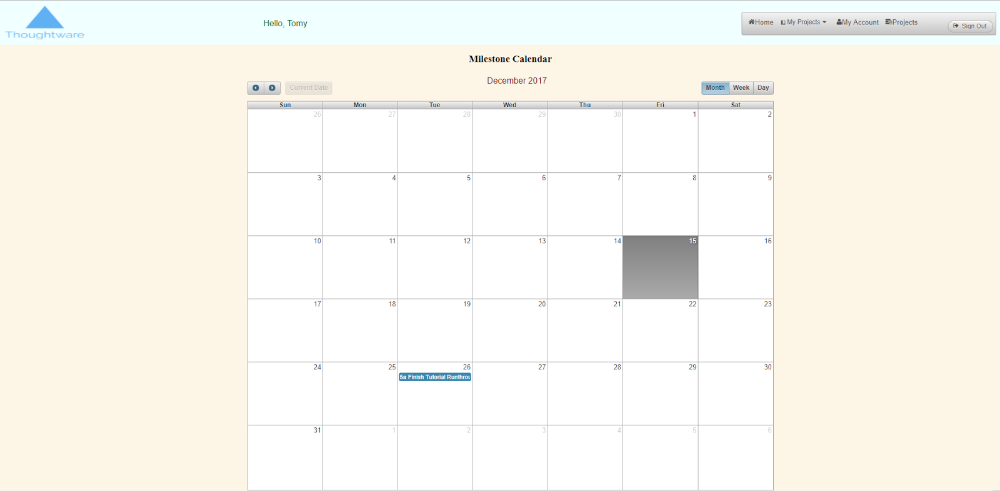 Thoughtware
Hello, Tomy
Home My Projects My Account Projects Sign Out
Milestone Calendar
December 2017
Current Date
Month Week Day
Sun Mon Tue Wed Thu Fri Sat
26 27 28 29 30 1 2
3 4 5 6 7 8 9
10 11 12 13 14 15 16
17 18 19 20 21 22 23
24 25 26 27 28 29 30
5a Finish Tutorial Runthrou
31 1 2 3 4 5 6